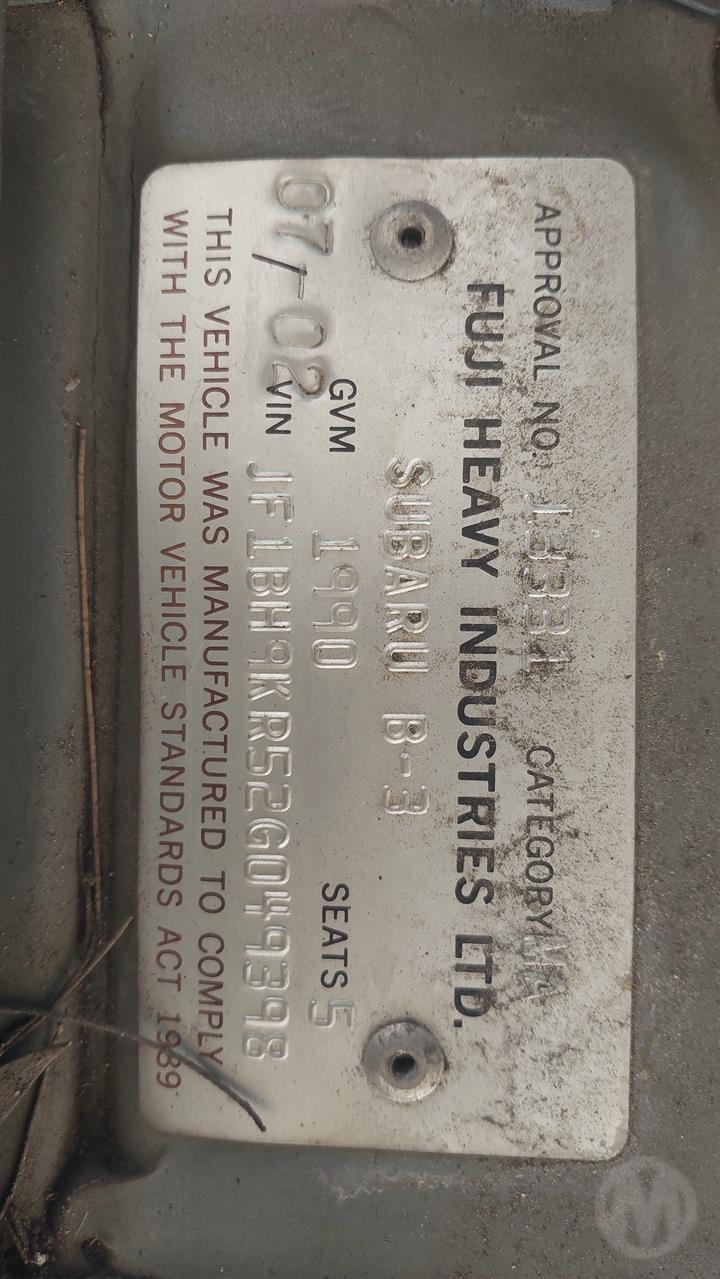 APPROVAL NO. 13331 CATEGORY MA
FUJI HEAVY INDUSTRIES LTD.
SUBARU B-3
GVM 1990 SEATS 5
07/-02
VIN JF1BH9KR52G049398
THIS VEHICLE WAS MANUFACTURED TO COMPLY
WITH THE MOTOR VEHICLE STANDARDS ACT 1989
M